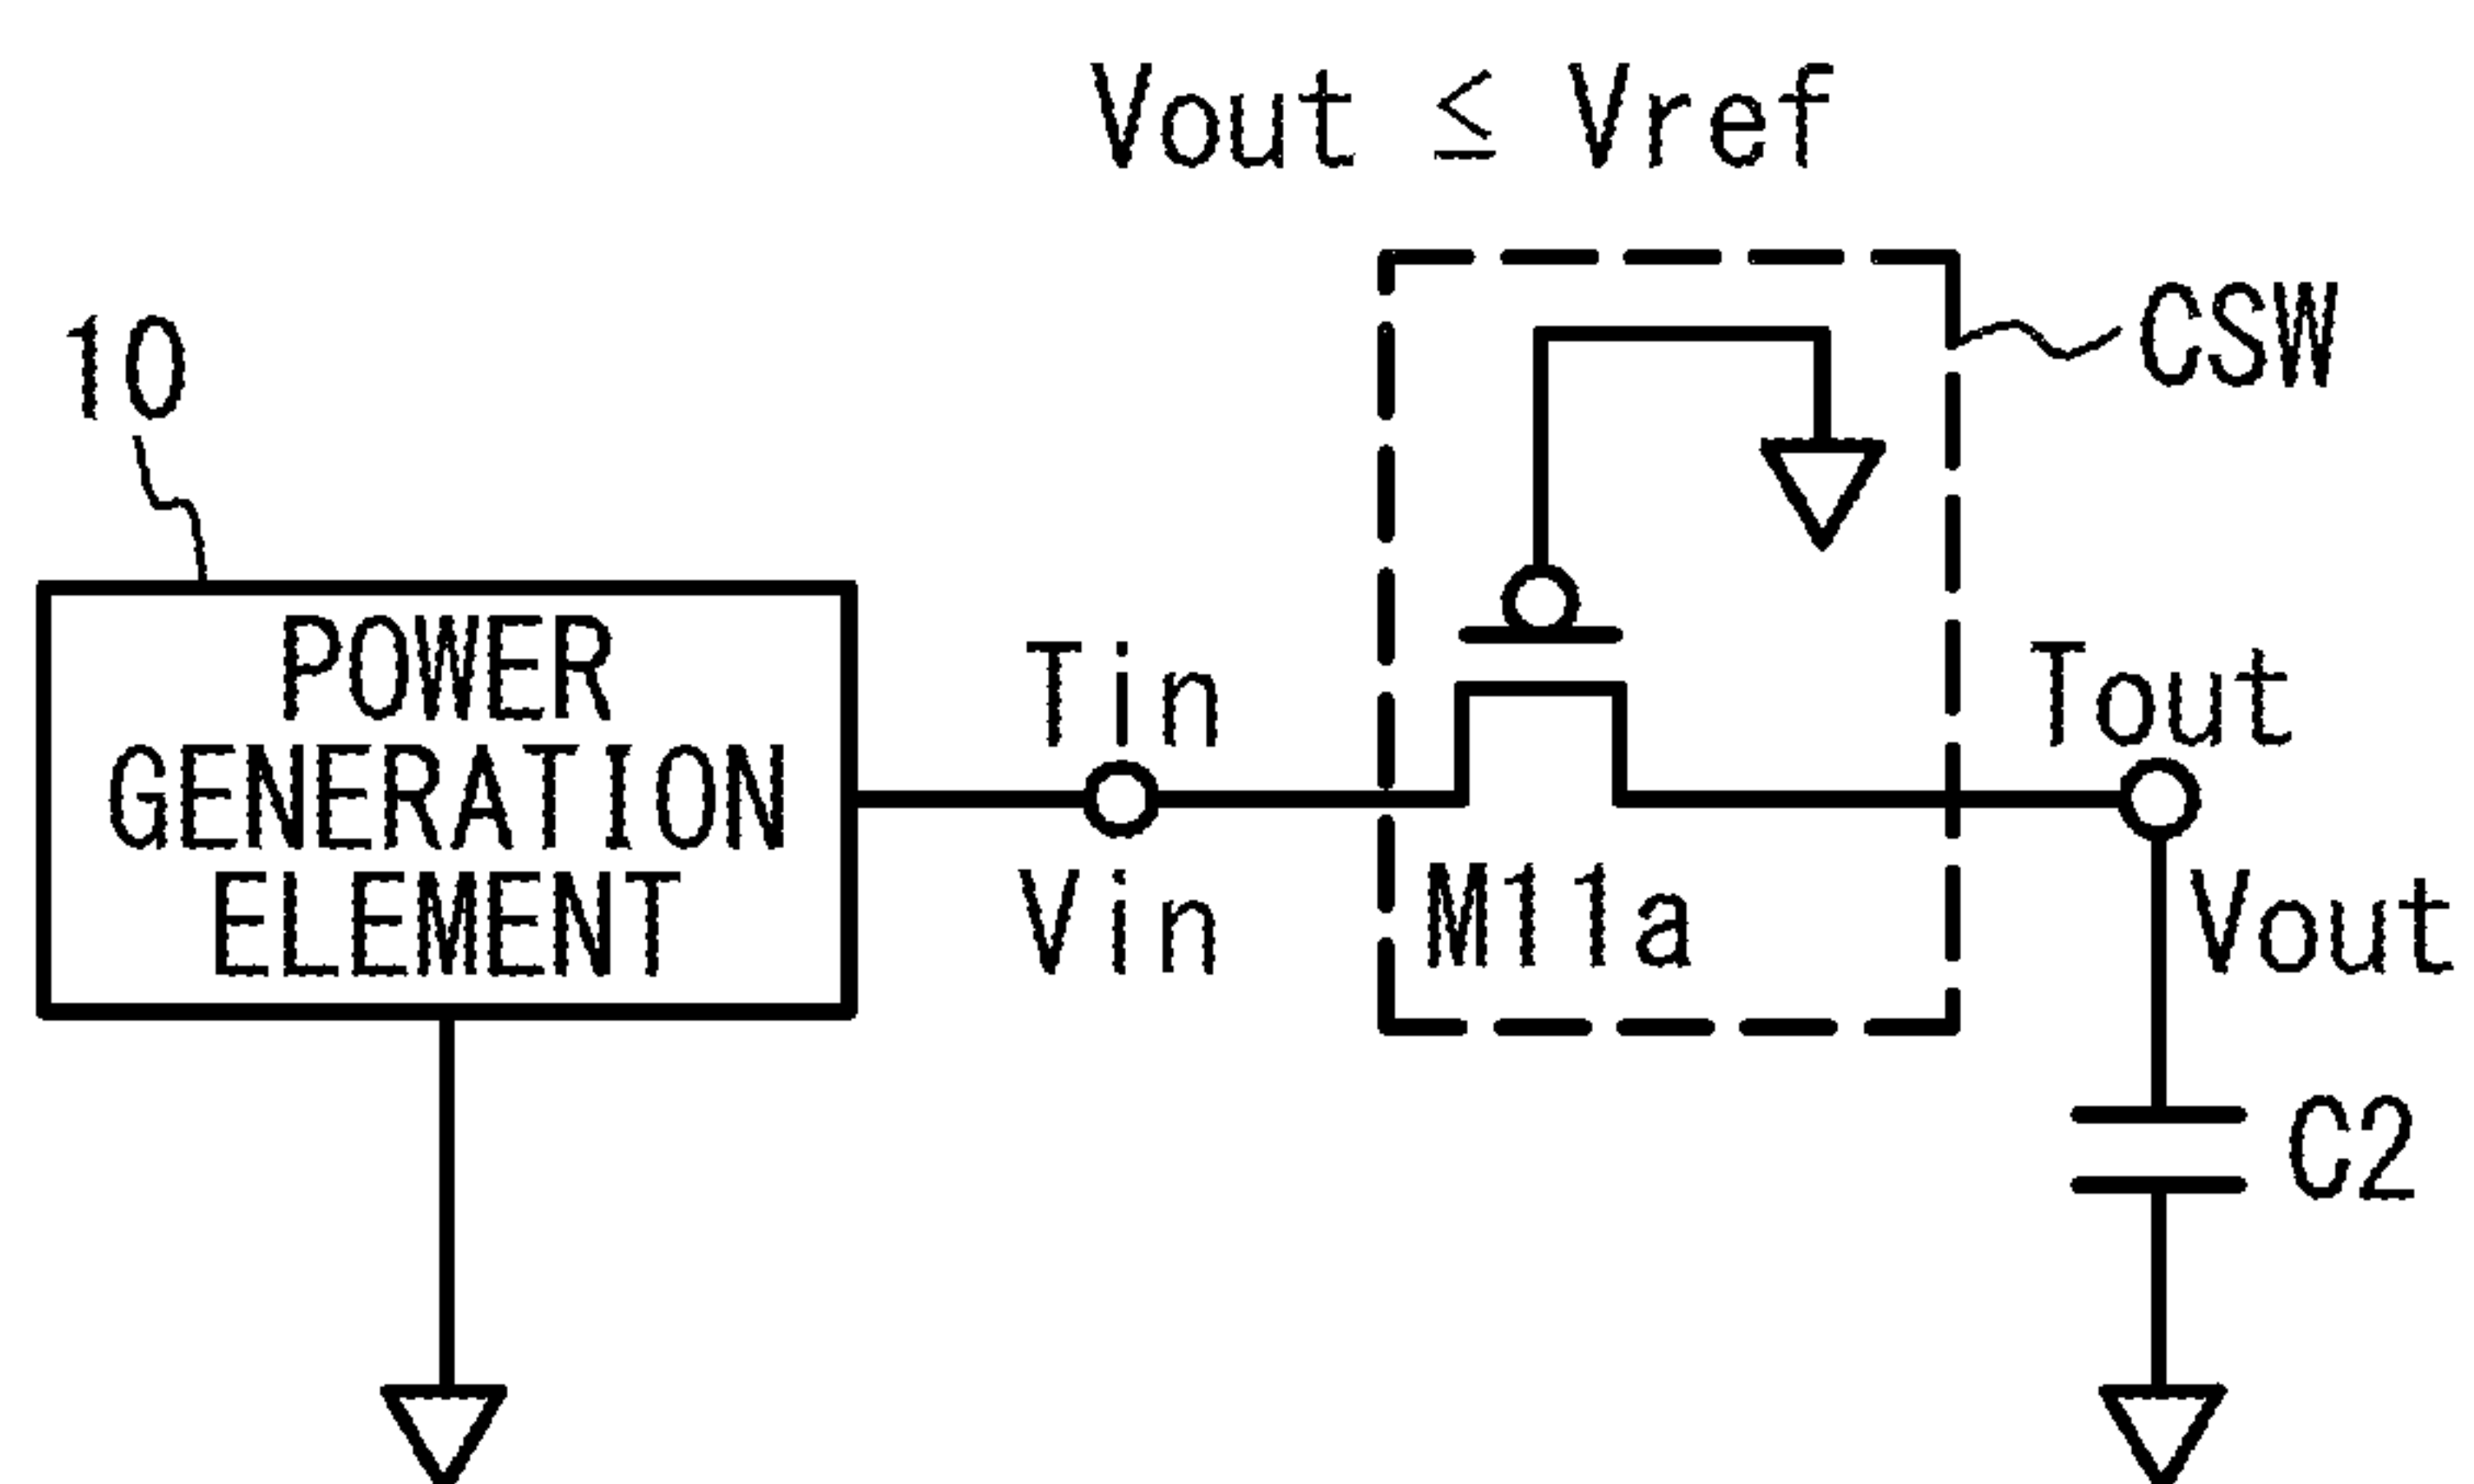 Vout ≤ Vref
CSW
10
POWER
GENERATION
ELEMENT
Tin
Vin
M11a
Tout
Vout
C2